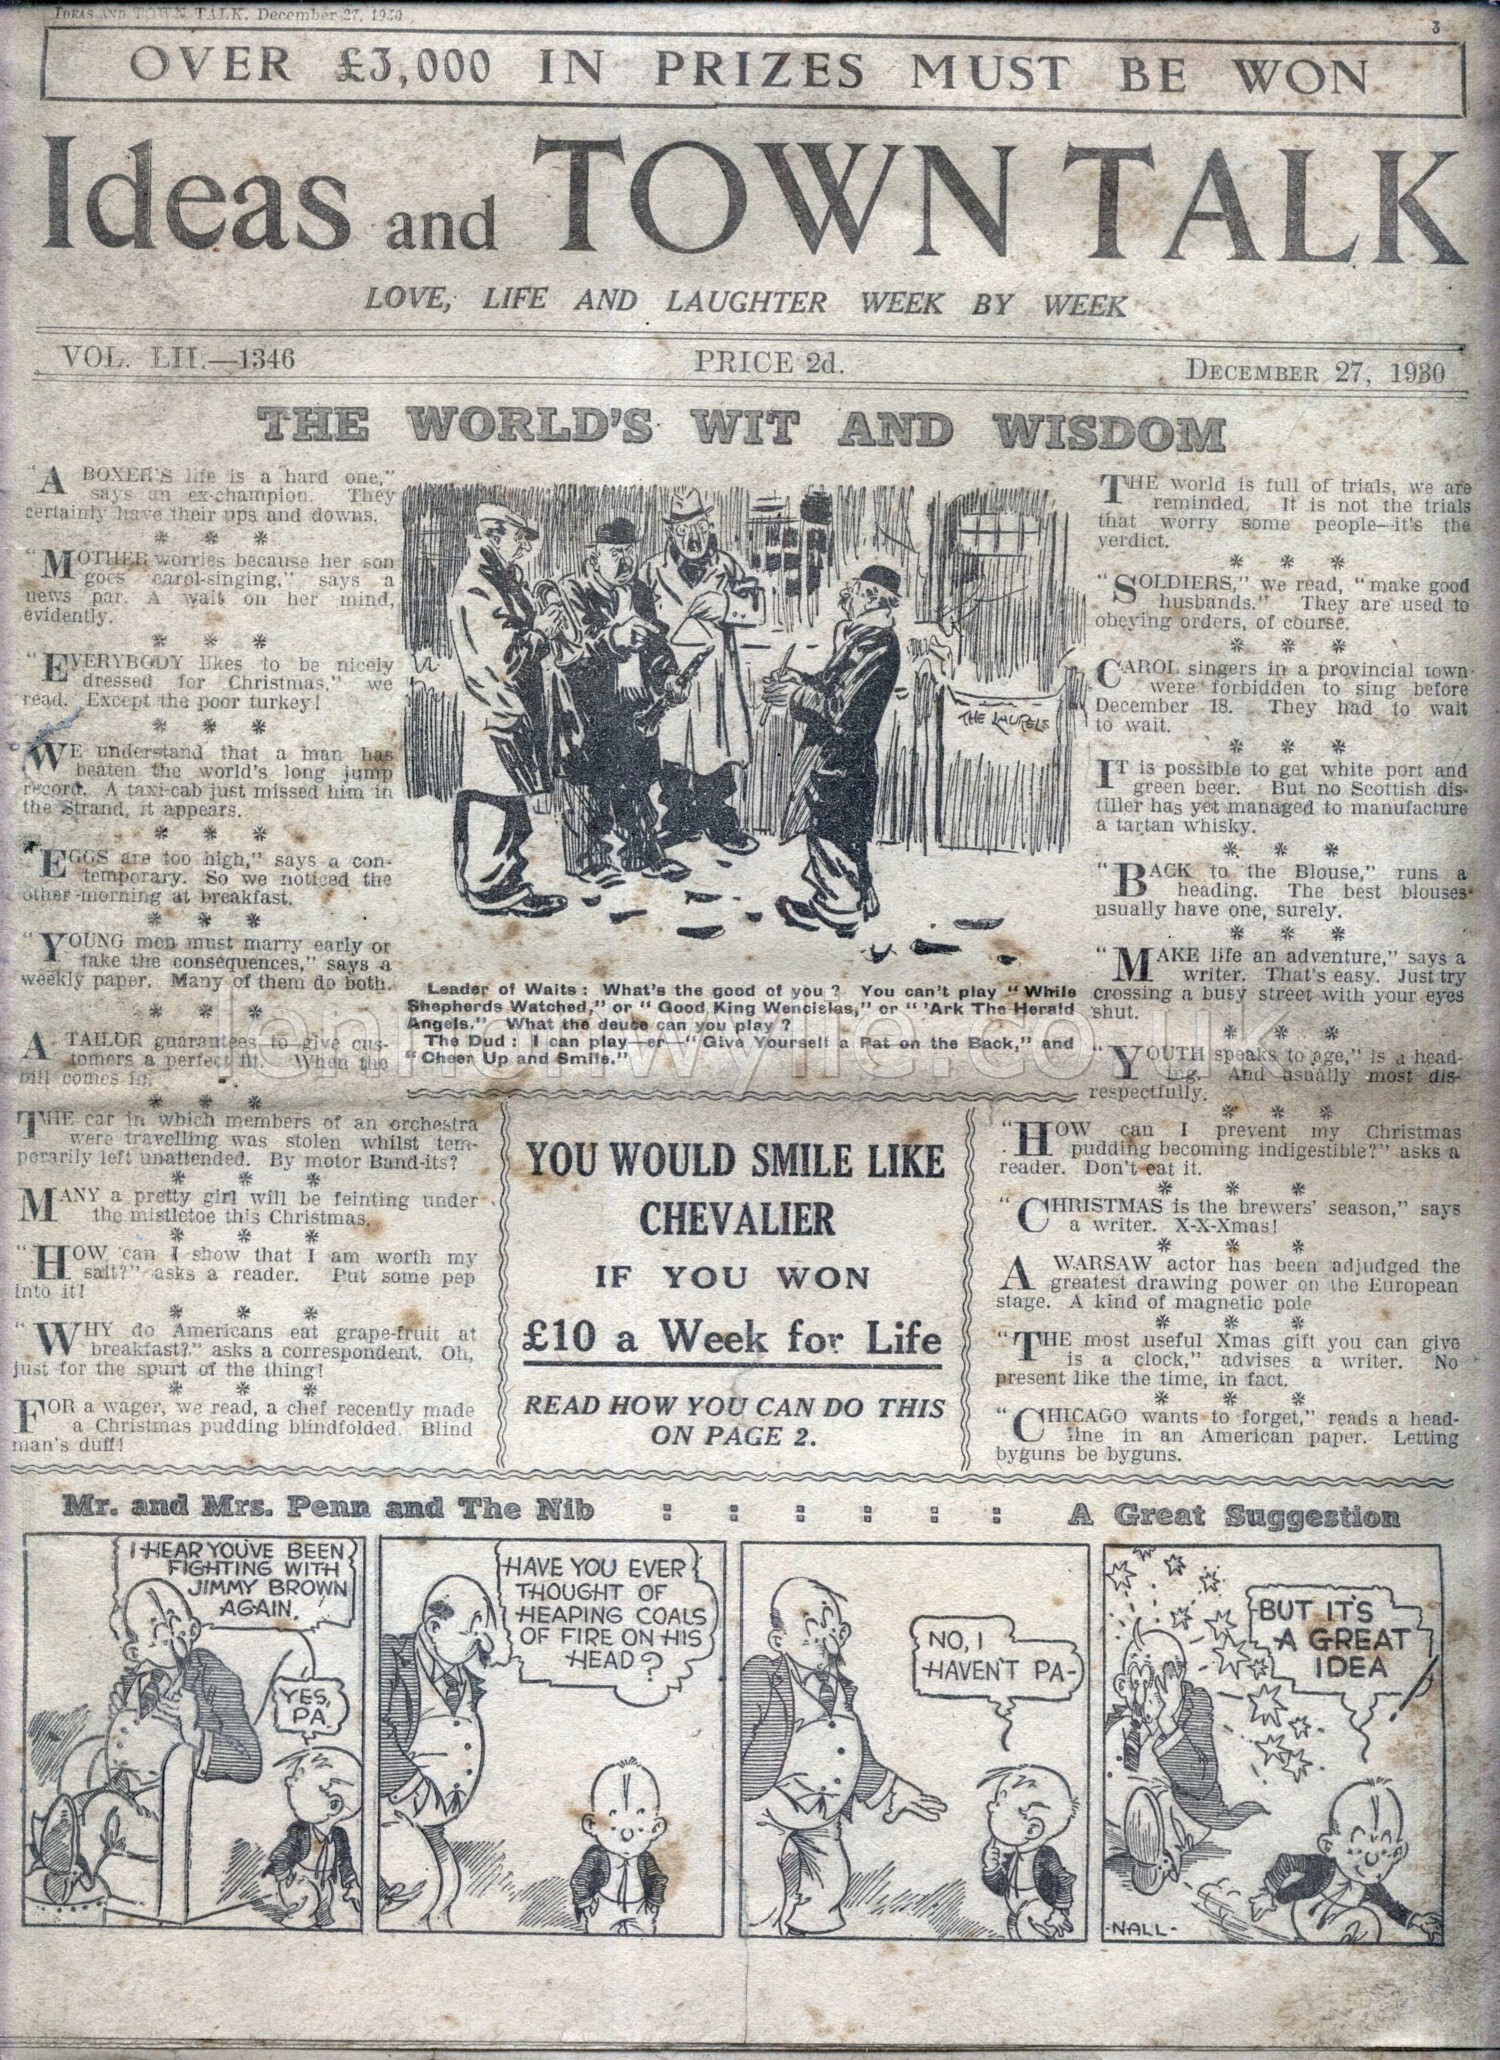 IDEAS AND TOWN TALK, December 27, 1930
3
OVER £3,000 IN PRIZES MUST BE WON
Ideas and TOWN TALK
LOVE, LIFE AND LAUGHTER WEEK BY WEEK
VOL. LII.—1346
PRICE 2d.
DECEMBER 27, 1930
THE WORLD'S WIT AND WISDOM
"A BOXER'S life is a hard one,"
says an ex-champion. They
certainly have their ups and downs.
* * *
"MOTHER worries because her son
goes carol-singing," says a
news par. A wait on her mind,
evidently.
* * *
"EVERYBODY likes to be nicely
dressed for Christmas," we
read. Except the poor turkey!
* * *
WE understand that a man has
beaten the world's long jump
record. A taxi-cab just missed him in
the Strand, it appears.
* * *
"EGGS are too high," says a con-
temporary. So we noticed the
other morning at breakfast.
* * *
"YOUNG men must marry early or
take the consequences," says a
weekly paper. Many of them do both.
* * *
A TAILOR guarantees to give cus-
tomers a perfect fit. When the
bill comes in.
* * *
THE car in which members of an orchestra
were travelling was stolen whilst tem-
porarily left unattended. By motor Band-its?
* * *
MANY a pretty girl will be feinting under
the mistletoe this Christmas.
* * *
"HOW can I show that I am worth my
salt?" asks a reader. Put some pep
into it!
* * *
"WHY do Americans eat grape-fruit at
breakfast?" asks a correspondent. Oh,
just for the spurt of the thing!
* * *
FOR a wager, we read, a chef recently made
a Christmas pudding blindfolded. Blind
man's duff!
THE LAURELS
Leader of Waits: What's the good of you? You can't play "While
Shepherds Watched," or "Good King Wencislas," or "'Ark The Herald
Angels." What the deuce can you play?
The Dud: I can play—er—"Give Yourself a Pat on the Back," and
"Cheer Up and Smile."
YOU WOULD SMILE LIKE
CHEVALIER
IF YOU WON
£10 a Week for Life
READ HOW YOU CAN DO THIS
ON PAGE 2.
THE world is full of trials, we are
reminded. It is not the trials
that worry some people—it's the
verdict.
* * *
"SOLDIERS," we read, "make good
husbands." They are used to
obeying orders, of course.
* * *
CAROL singers in a provincial town
were forbidden to sing before
December 18. They had to wait
to wait.
* * *
IT is possible to get white port and
green beer. But no Scottish dis-
tiller has yet managed to manufacture
a tartan whisky.
* * *
"BACK to the Blouse," runs a
heading. The best blouses
usually have one, surely.
* * *
"MAKE life an adventure," says a
writer. That's easy. Just try
crossing a busy street with your eyes
shut.
* * *
"YOUTH speaks to age," is a head-
ing. And usually most dis-
respectfully.
* * *
"HOW can I prevent my Christmas
pudding becoming indigestible?" asks a
reader. Don't eat it.
* * *
"CHRISTMAS is the brewers' season," says
a writer. X-X-Xmas!
* * *
A WARSAW actor has been adjudged the
greatest drawing power on the European
stage. A kind of magnetic pole
* * *
"THE most useful Xmas gift you can give
is a clock," advises a writer. No
present like the time, in fact.
* * *
"CHICAGO wants to forget," reads a head-
line in an American paper. Letting
byguns be byguns.
lennonwylie.co.uk
Mr. and Mrs. Penn and The Nib : : : : : : A Great Suggestion
I HEAR YOU'VE BEEN
FIGHTING WITH
JIMMY BROWN
AGAIN.
YES,
PA
HAVE YOU EVER
THOUGHT OF
HEAPING COALS
OF FIRE ON HIS
HEAD?
NO, I
HAVEN'T PA-
BUT IT'S
A GREAT
IDEA
-NALL-